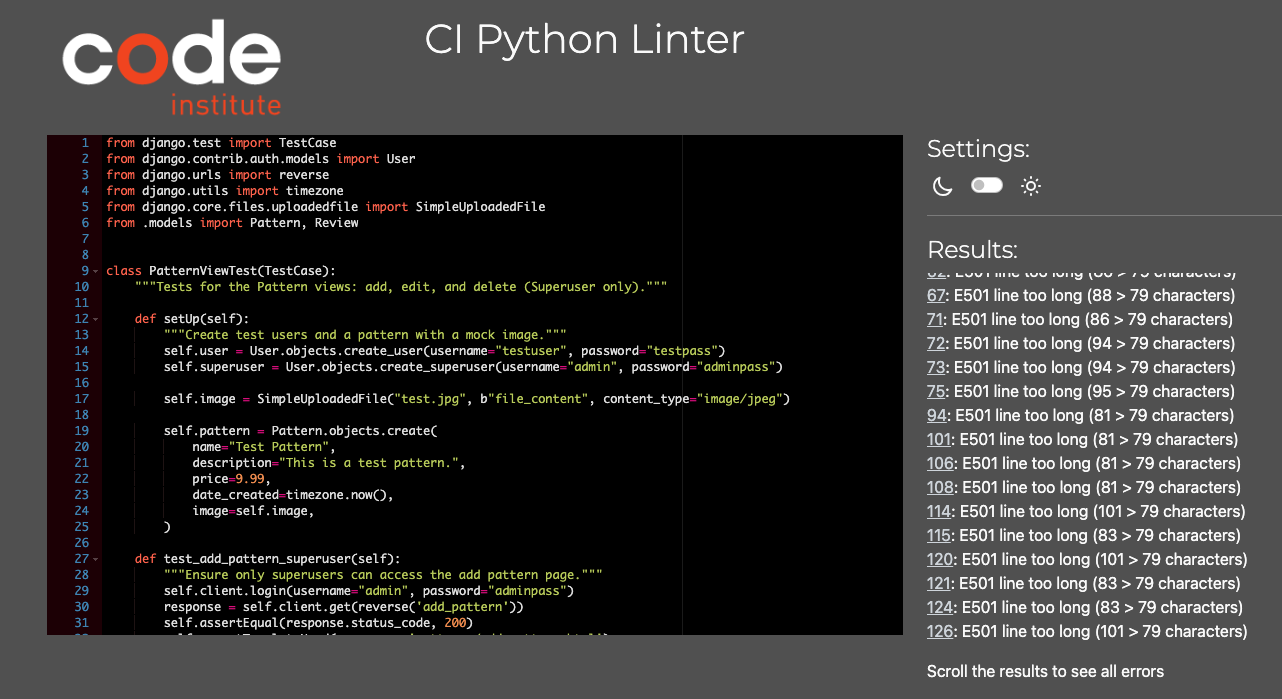 code
institute
CI Python Linter
1 from django.test import TestCase
2 from django.contrib.auth.models import User
3 from django.urls import reverse
4 from django.utils import timezone
5 from django.core.files.uploadedfile import SimpleUploadedFile
6 from .models import Pattern, Review
7
8
9 class PatternViewTest(TestCase):
10 """Tests for the Pattern views: add, edit, and delete (Superuser only)."""
11
12 def setUp(self):
13 """Create test users and a pattern with a mock image."""
14 self.user = User.objects.create_user(username="testuser", password="testpass")
15 self.superuser = User.objects.create_superuser(username="admin", password="adminpass")
16
17 self.image = SimpleUploadedFile("test.jpg", b"file_content", content_type="image/jpeg")
18
19 self.pattern = Pattern.objects.create(
20 name="Test Pattern",
21 description="This is a test pattern.",
22 price=9.99,
23 date_created=timezone.now(),
24 image=self.image,
25 )
26
27 def test_add_pattern_superuser(self):
28 """Ensure only superusers can access the add pattern page."""
29 self.client.login(username="admin", password="adminpass")
30 response = self.client.get(reverse('add_pattern'))
31 self.assertEqual(response.status_code, 200)
Settings:
Results:
67: E501 line too long (88 > 79 characters)
71: E501 line too long (86 > 79 characters)
72: E501 line too long (94 > 79 characters)
73: E501 line too long (94 > 79 characters)
75: E501 line too long (95 > 79 characters)
94: E501 line too long (81 > 79 characters)
101: E501 line too long (81 > 79 characters)
106: E501 line too long (81 > 79 characters)
108: E501 line too long (81 > 79 characters)
114: E501 line too long (101 > 79 characters)
115: E501 line too long (83 > 79 characters)
120: E501 line too long (101 > 79 characters)
121: E501 line too long (83 > 79 characters)
124: E501 line too long (83 > 79 characters)
126: E501 line too long (101 > 79 characters)
Scroll the results to see all errors